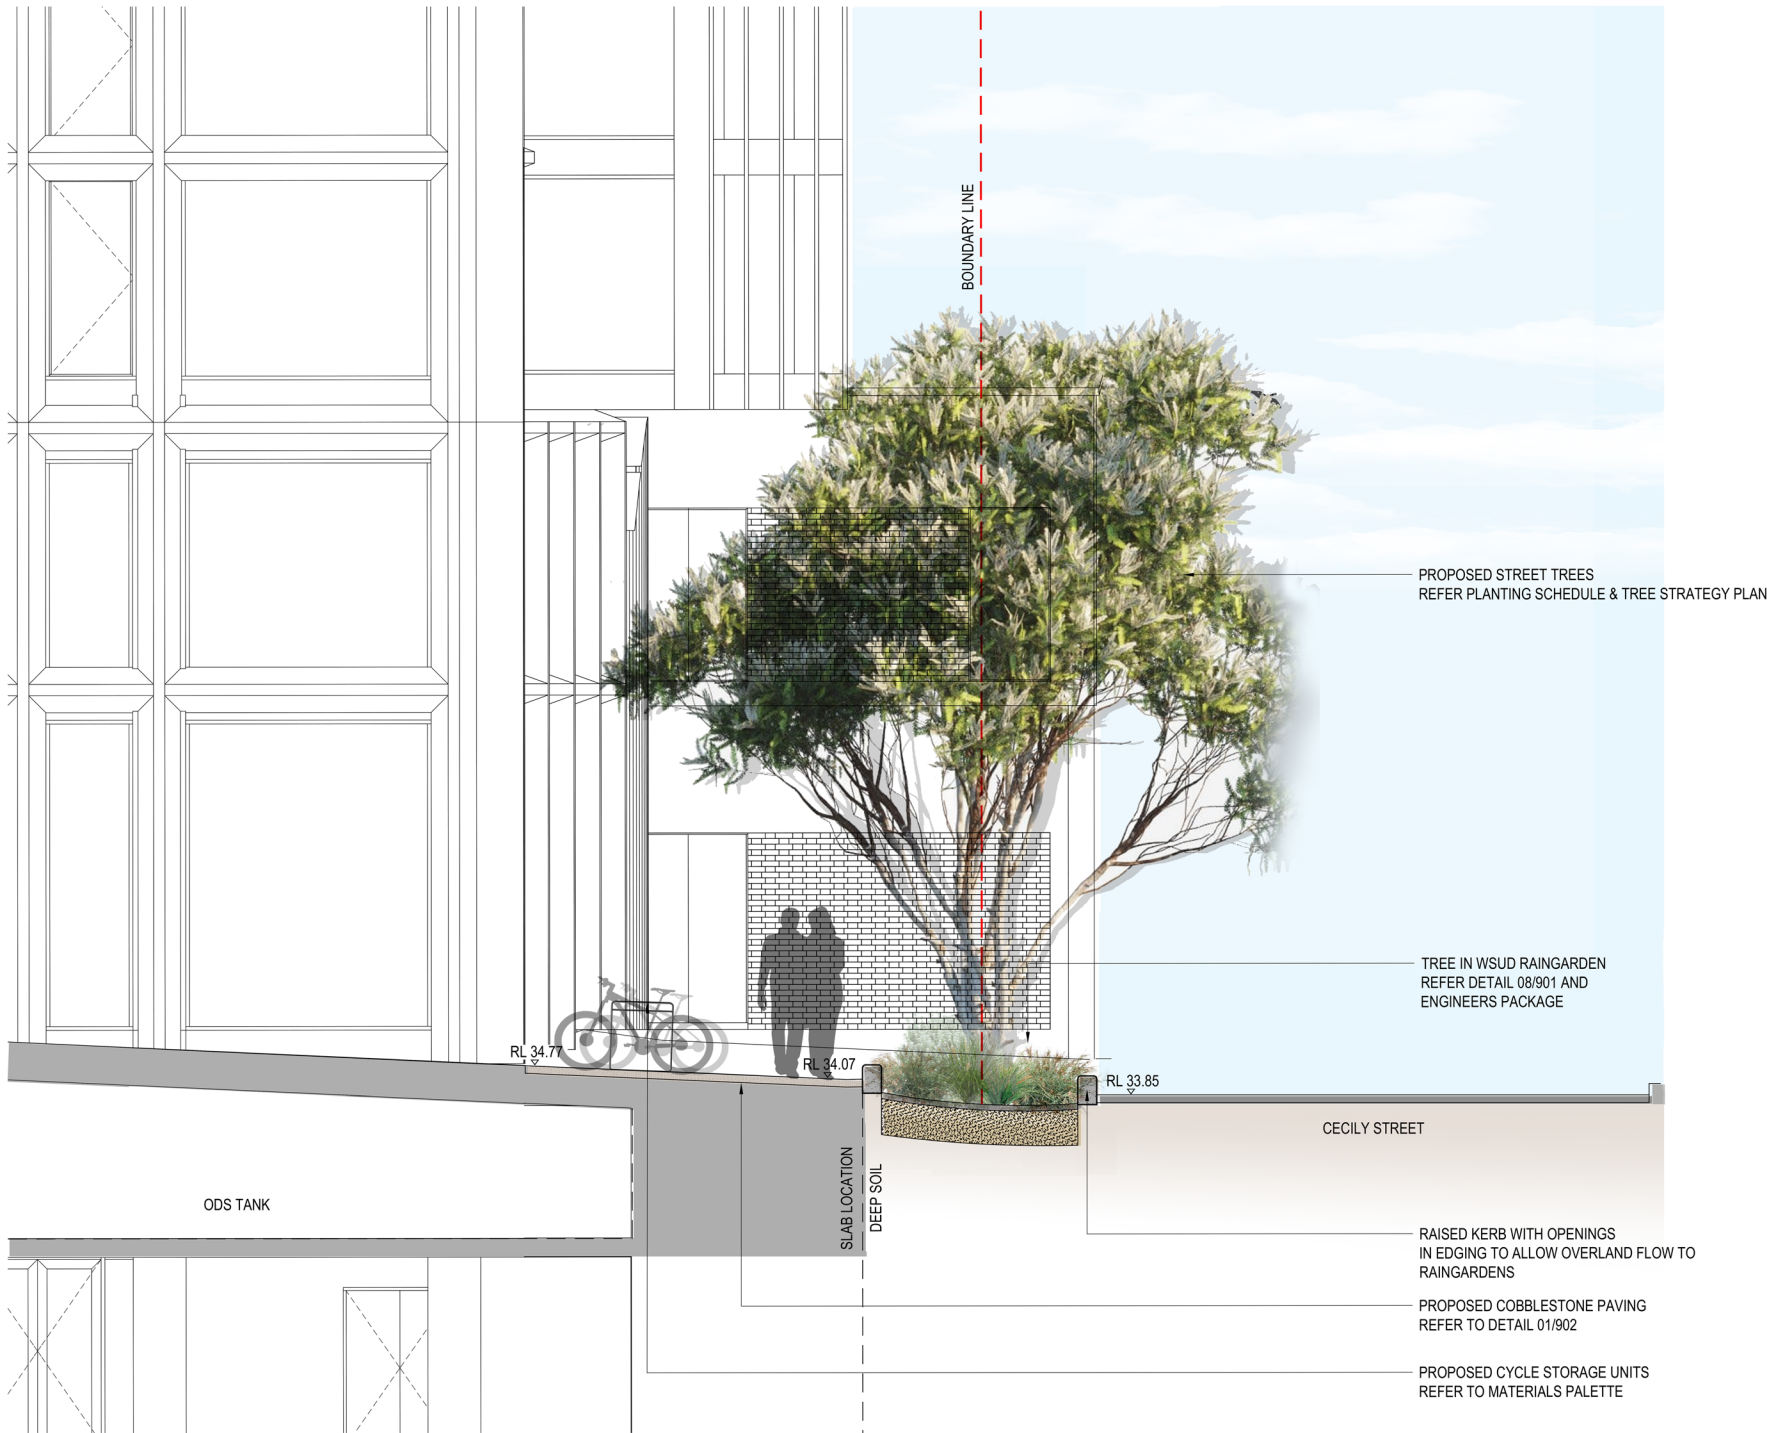 BOUNDARY LINE
PROPOSED STREET TREES
REFER PLANTING SCHEDULE & TREE STRATEGY PLAN
TREE IN WSUD RAINGARDEN
REFER DETAIL 08/901 AND
ENGINEERS PACKAGE
RL 34.77
RL 34.07
RL 33.85
CECILY STREET
SLAB LOCATION
DEEP SOIL
ODS TANK
RAISED KERB WITH OPENINGS
IN EDGING TO ALLOW OVERLAND FLOW TO
RAINGARDENS
PROPOSED COBBLESTONE PAVING
REFER TO DETAIL 01/902
PROPOSED CYCLE STORAGE UNITS
REFER TO MATERIALS PALETTE